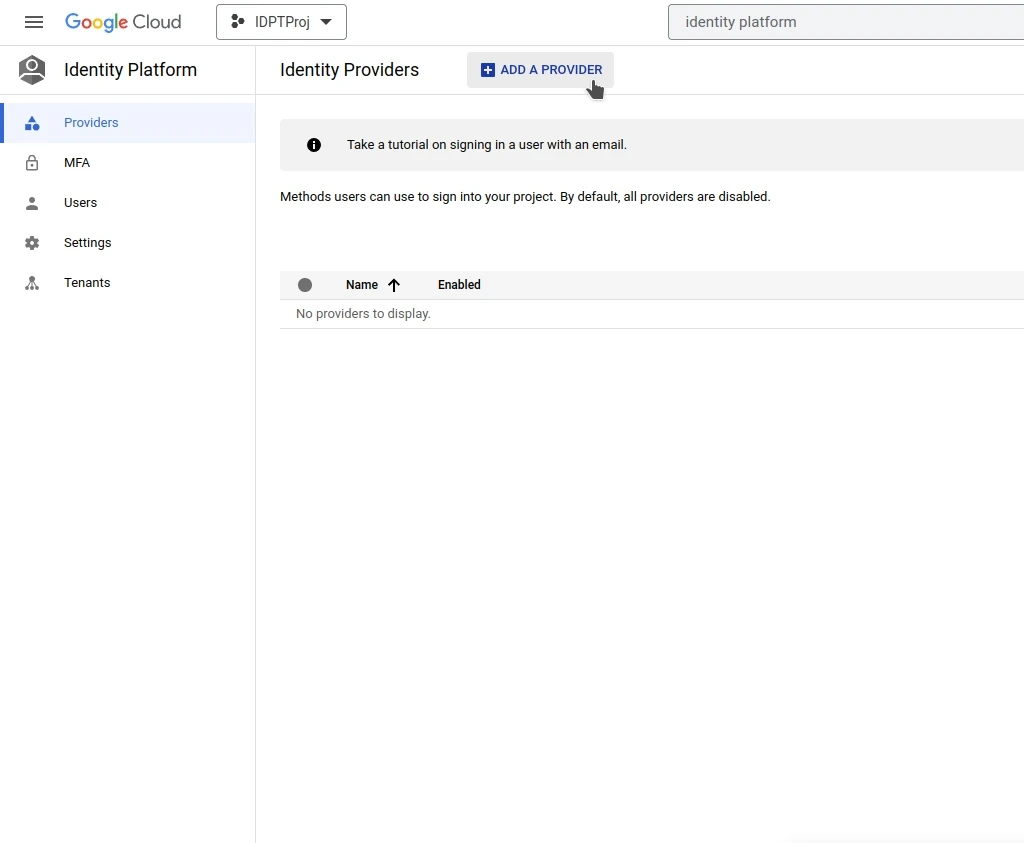 Google Cloud
IDPTProj
identity platform
Identity Platform
Identity Providers
ADD A PROVIDER
Providers
MFA
Users
Settings
Tenants
Take a tutorial on signing in a user with an email.
Methods users can use to sign into your project. By default, all providers are disabled.
Name Enabled
No providers to display.